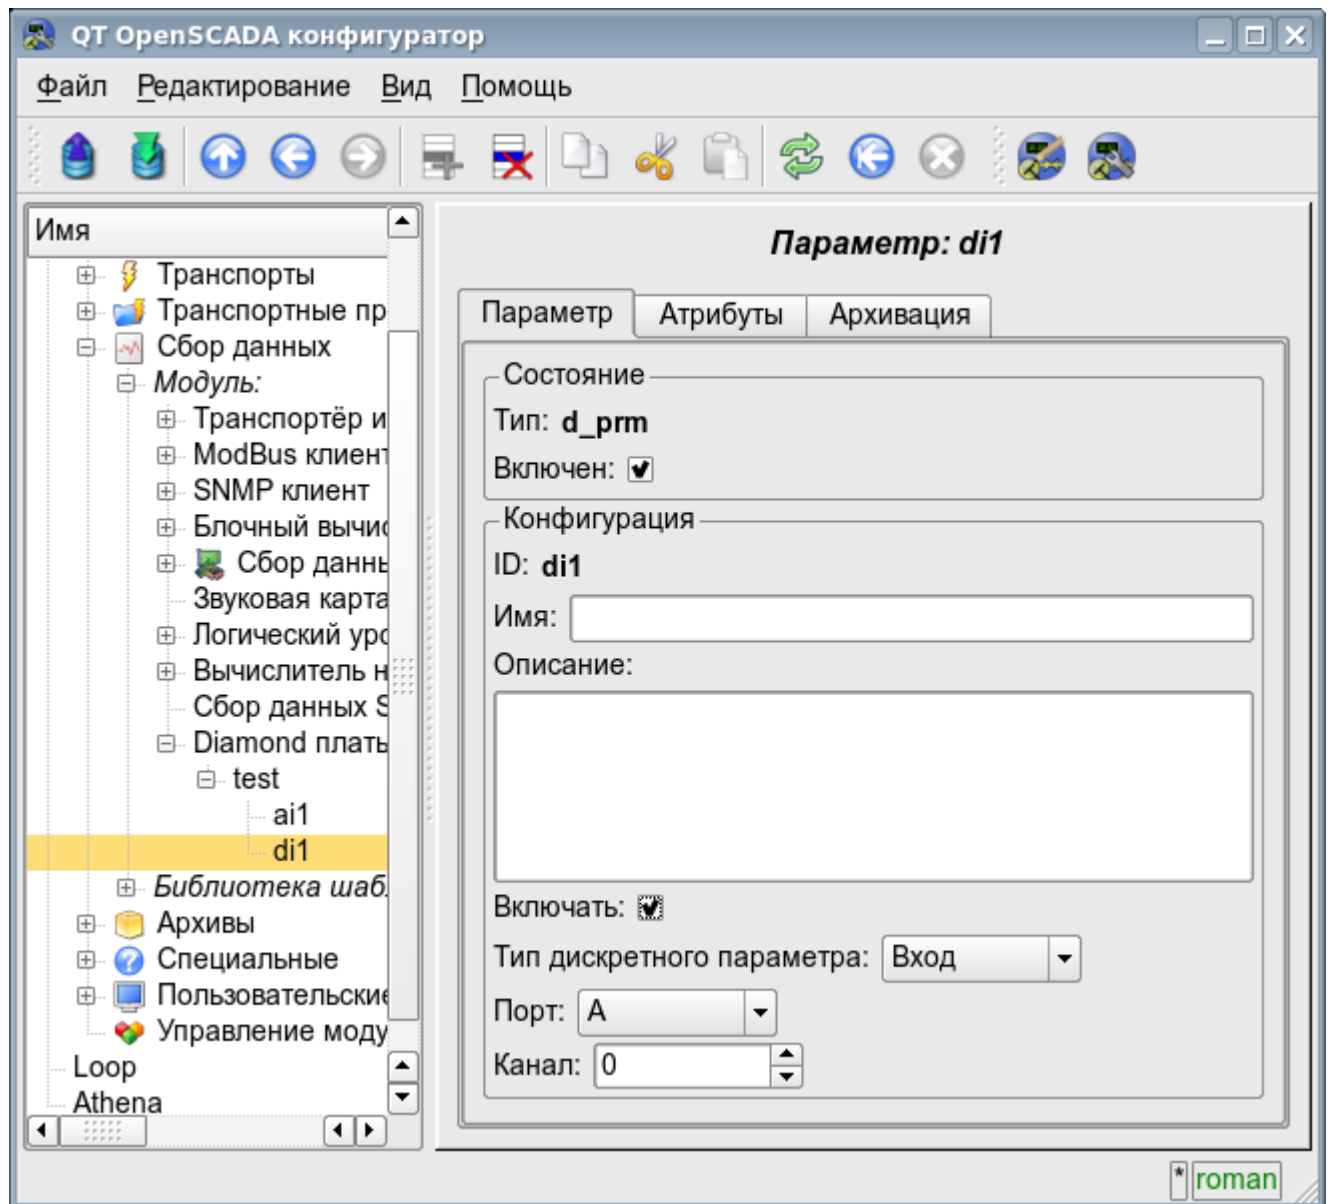 QT OpenSCADA конфигуратор
Файл Редактирование Вид Помощь
Имя
Транспорты
Транспортные пр
Сбор данных
Модуль:
Транспортёр и
ModBus клиент
SNMP клиент
Блочный вычис
Сбор данны
Звуковая карта
Логический уро
Вычислитель н
Сбор данных S
Diamond платы
test
ai1
di1
Библиотека шаб
Архивы
Специальные
Пользовательские
Управление моду
Loop
Athena
Параметр: di1
Параметр Атрибуты Архивация
Состояние
Тип: d_prm
Включен:
Конфигурация
ID: di1
Имя:
Описание:
Включать:
Тип дискретного параметра: Вход
Порт: A
Канал: 0
* roman